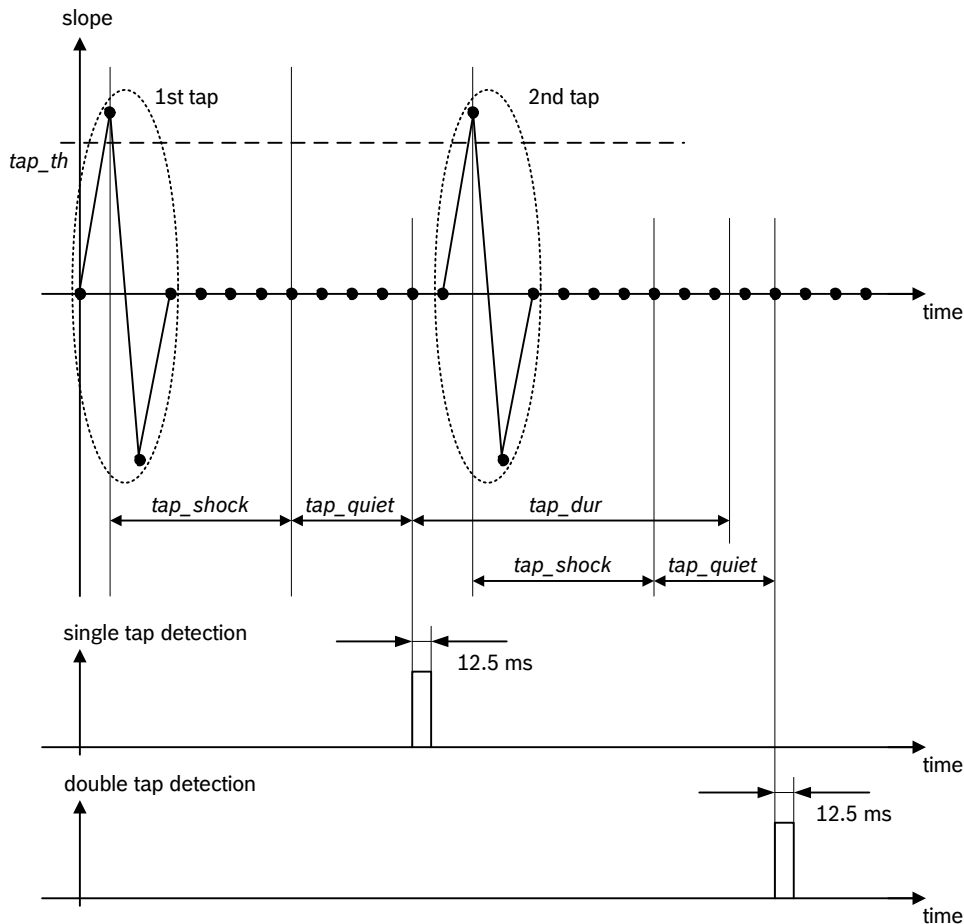 slope
1st tap
2nd tap
tap_th
time
tap_shock
tap_quiet
tap_dur
tap_shock
tap_quiet
single tap detection
12.5 ms
time
double tap detection
12.5 ms
time